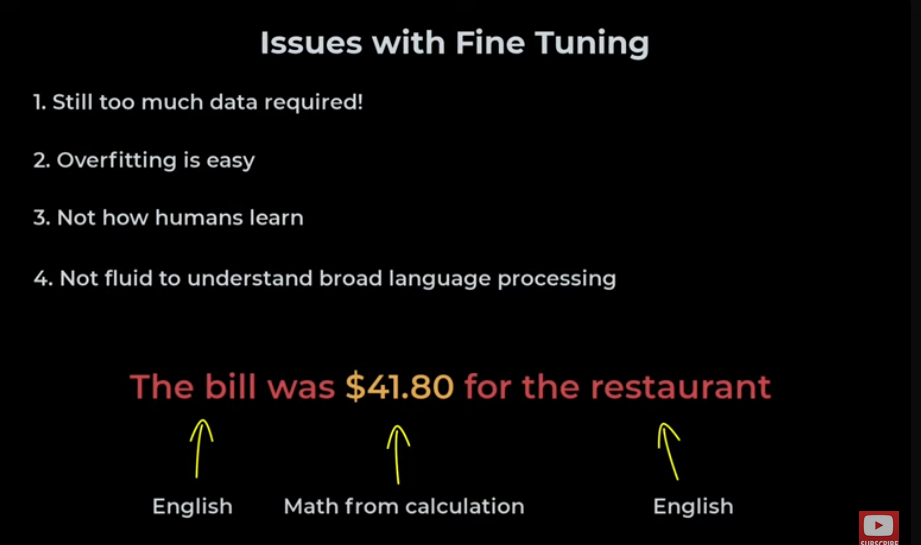 Issues with Fine Tuning
1. Still too much data required!
2. Overfitting is easy
3. Not how humans learn
4. Not fluid to understand broad language processing
The bill was $41.80 for the restaurant
English Math from calculation English
SUBSCRIBE